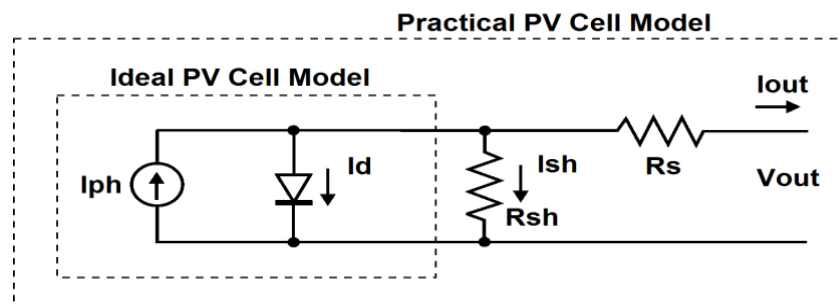 Practical PV Cell Model
Ideal PV Cell Model
Iout
Iph
Id
Ish
Rsh
Rs
Vout